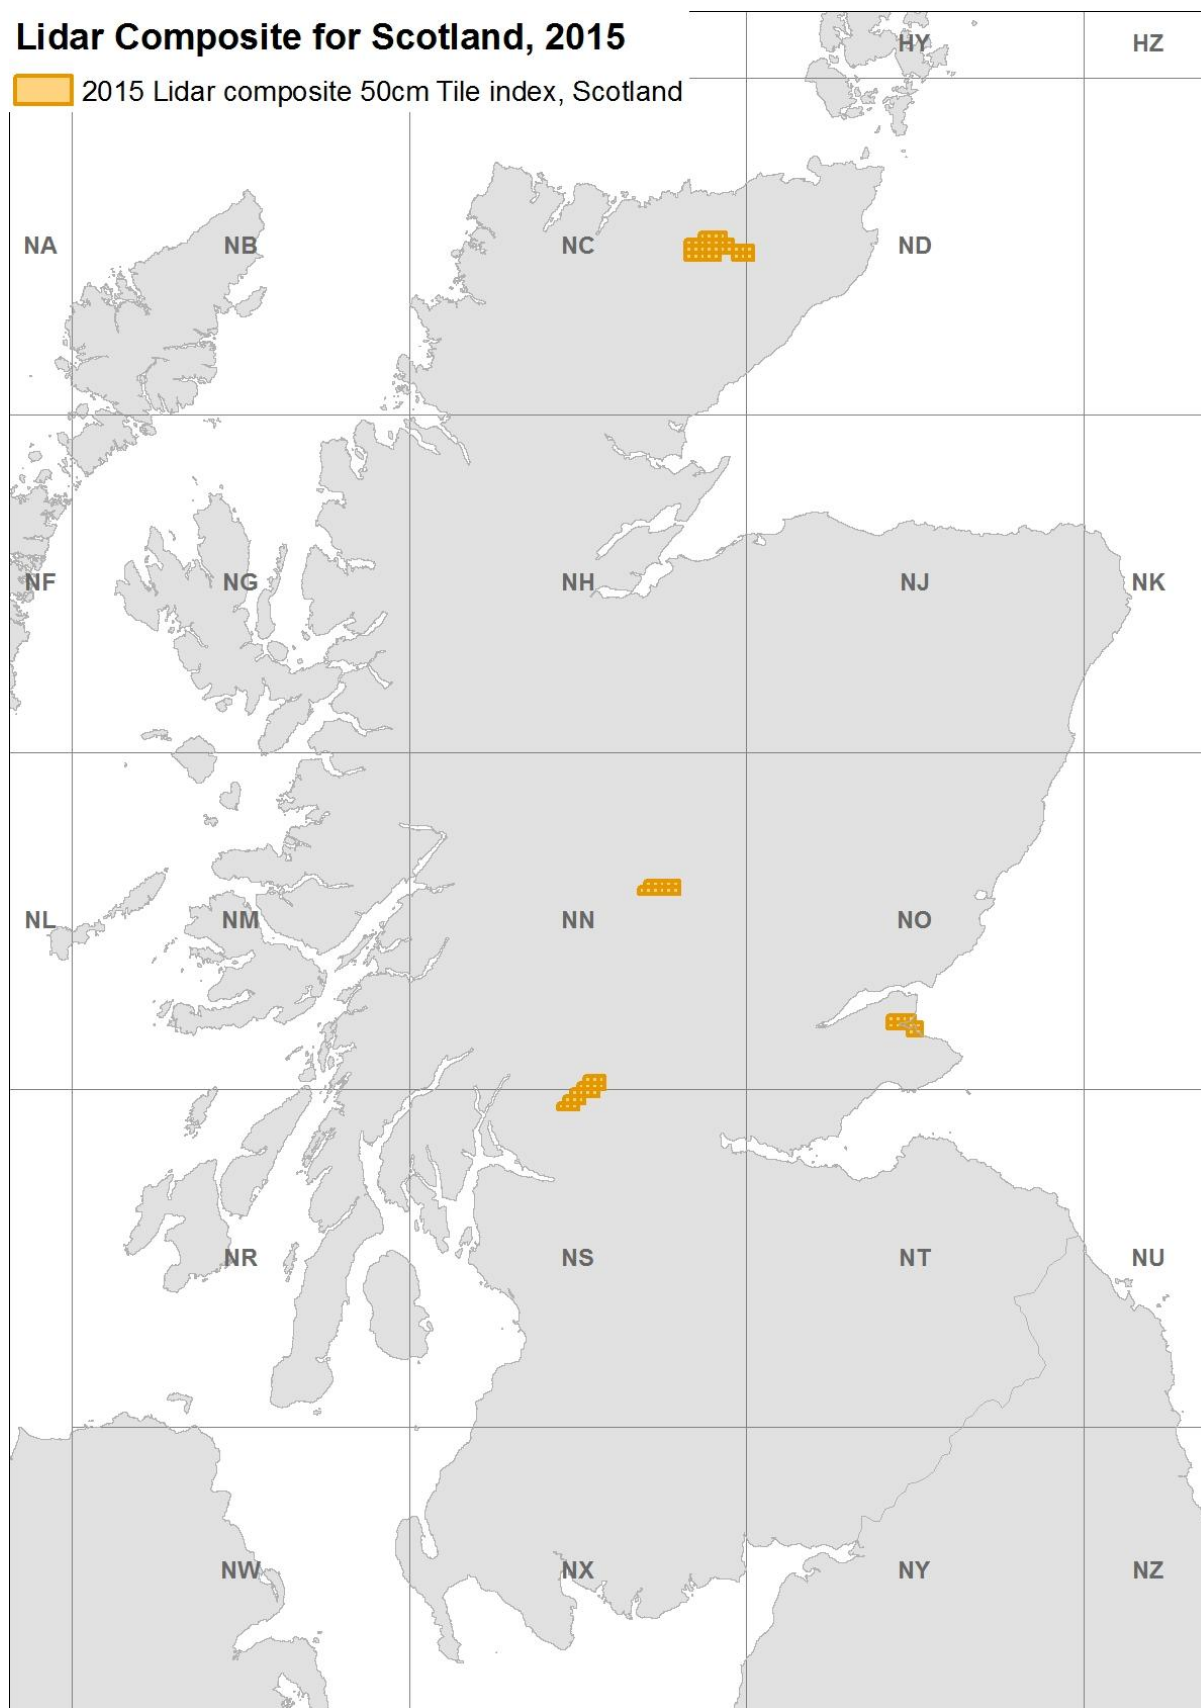 Lidar Composite for Scotland, 2015
2015 Lidar composite 50cm Tile index, Scotland
HY
HZ
NA
NB
NC
ND
NF
NG
NH
NJ
NK
NL
NM
NN
NO
NR
NS
NT
NU
NW
NX
NY
NZ